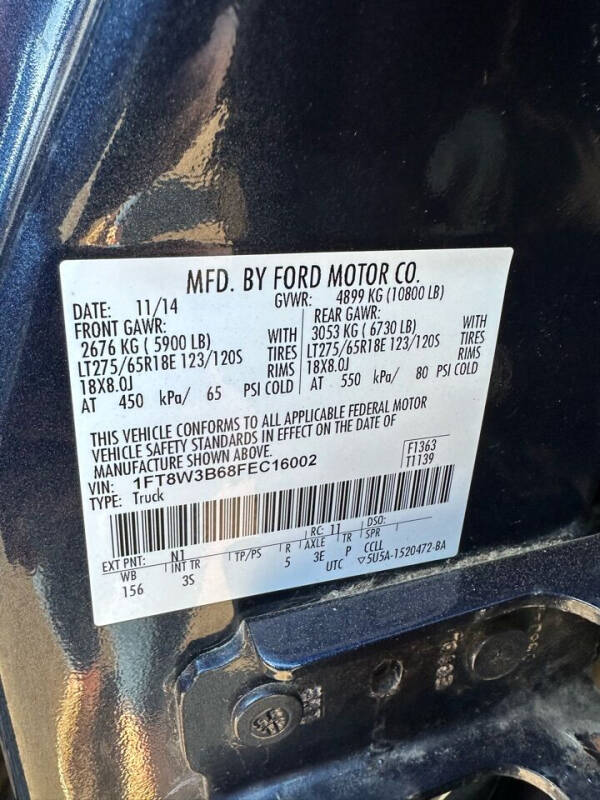 MFD. BY FORD MOTOR CO.
DATE: 11/14 GVWR: 4899 KG (10800 LB)
FRONT GAWR: REAR GAWR:
2676 KG ( 5900 LB) WITH 3053 KG ( 6730 LB) WITH
LT275/65R18E 123/120S TIRES LT275/65R18E 123/120S TIRES
18X8.0J RIMS 18X8.0J RIMS
AT 450 kPa/ 65 PSI COLD AT 550 kPa/ 80 PSI COLD
THIS VEHICLE CONFORMS TO ALL APPLICABLE FEDERAL MOTOR
VEHICLE SAFETY STANDARDS IN EFFECT ON THE DATE OF
MANUFACTURE SHOWN ABOVE.
VIN: 1FT8W3B68FEC16002 F1363
TYPE: Truck T1139
EXT PNT: N1 RC: 11 DSO:
WB INT TR TP/PS R AXLE TR SPR
156 3S 5 3E P CCLL
UTC ▽5U5A-1520472-BA